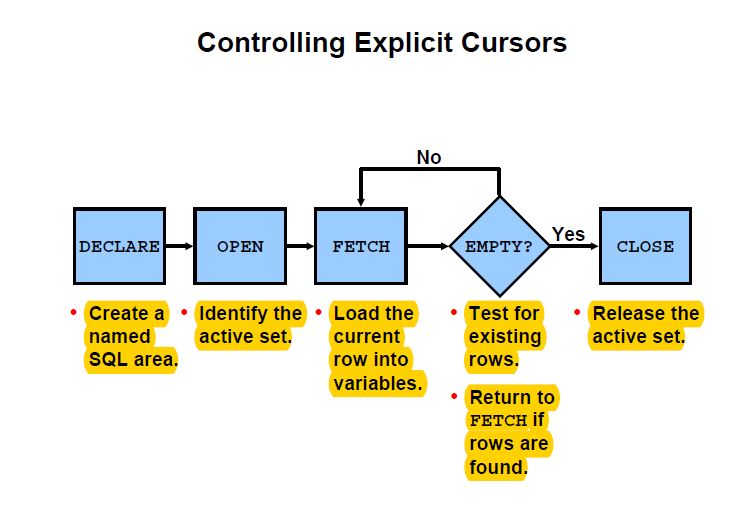 Controlling Explicit Cursors
No
DECLARE
OPEN
FETCH
EMPTY?
Yes
CLOSE
• Create a
named
SQL area.
• Identify the
active set.
• Load the
current
row into
variables.
• Test for
existing
rows.
• Return to
FETCH if
rows are
found.
• Release the
active set.